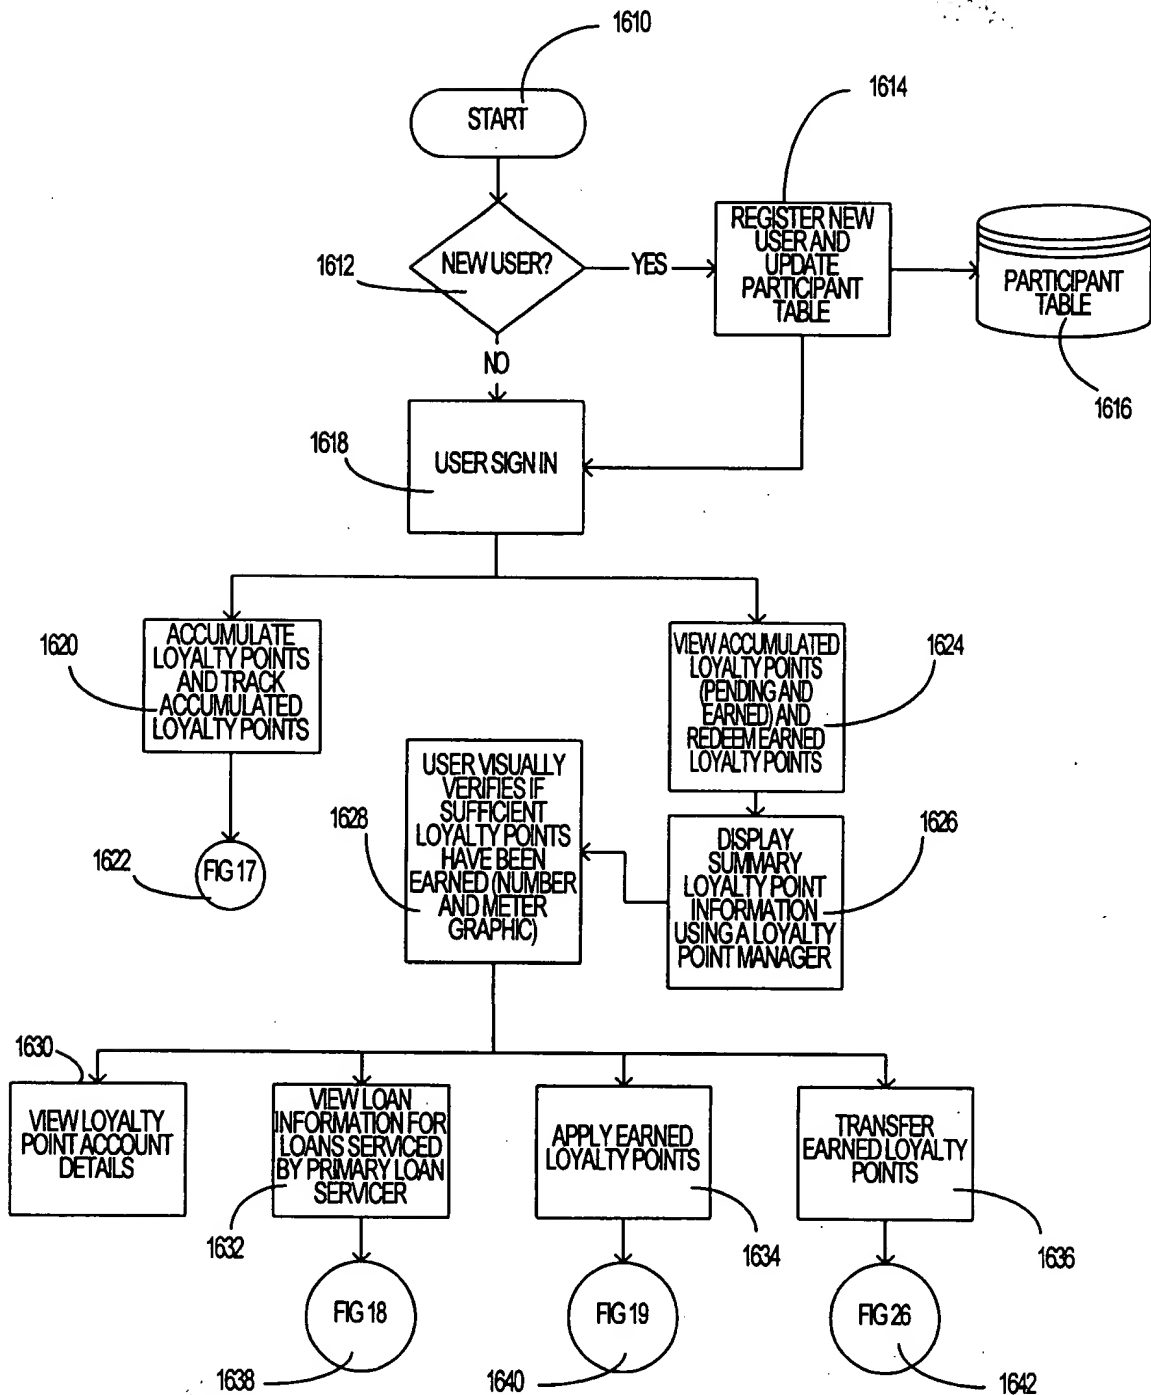 1610
START
1614
REGISTER NEW
USER AND
UPDATE
PARTICIPANT
TABLE
1612
NEW USER?
YES
PARTICIPANT
TABLE
NO
1616
1618
USER SIGN IN
1620
ACCUMULATE
LOYALTY POINTS
AND TRACK
ACCUMULATED
LOYALTY POINTS
VIEW ACCUMULATED
LOYALTY POINTS
(PENDING AND
EARNED) AND
REDEEM EARNED
LOYALTY POINTS
1624
USER VISUALLY
VERIFIES IF
SUFFICIENT
LOYALTY POINTS
HAVE BEEN
EARNED (NUMBER
AND METER
GRAPHIC)
1628
DISPLAY
SUMMARY
LOYALTY POINT
INFORMATION
USING A LOYALTY
POINT MANAGER
1626
1622
FIG 17
1630
VIEW LOYALTY
POINT ACCOUNT
DETAILS
VIEW LOAN
INFORMATION FOR
LOANS SERVICED
BY PRIMARY LOAN
SERVICER
APPLY EARNED
LOYALTY POINTS
TRANSFER
EARNED LOYALTY
POINTS
1632
1634
1636
FIG 18
FIG 19
FIG 26
1638
1640
1642